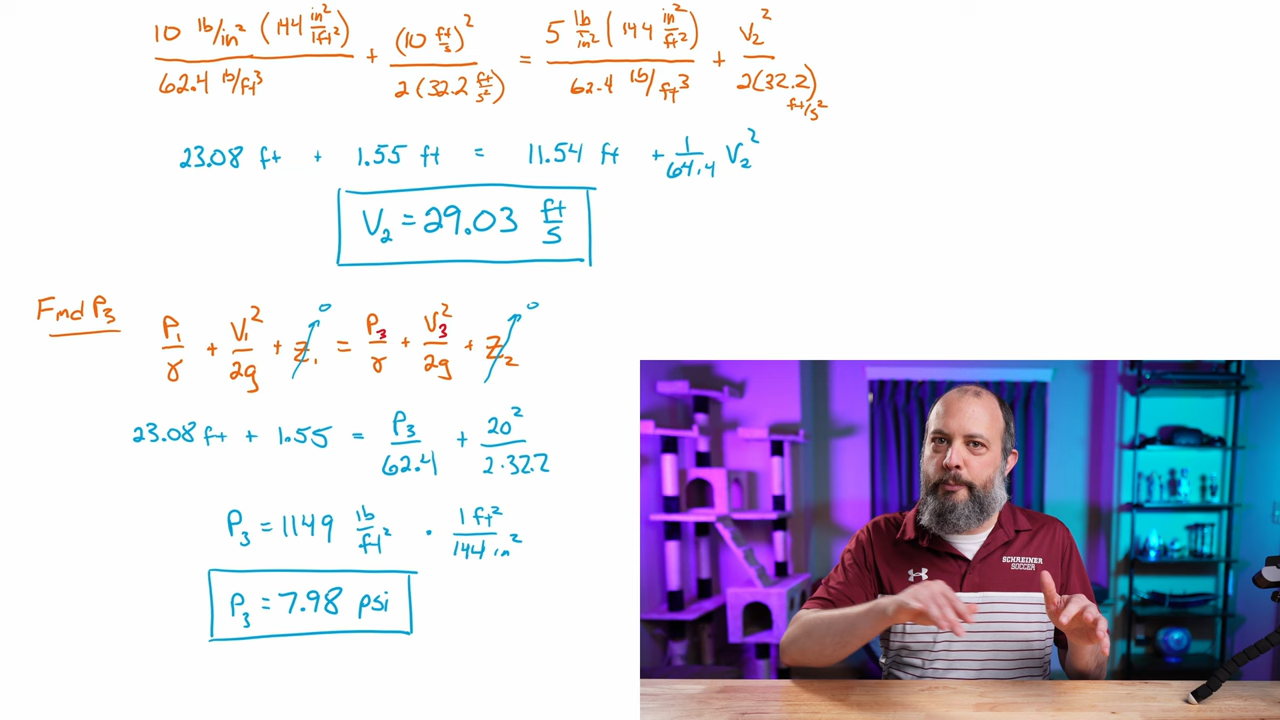 10 lb/in² (144 in²/1ft²) / 62.4 lb/ft³ + (10 ft/s)² / 2(32.2 ft/s²) = 5 lb/in² (144 in²/ft²) / 62.4 lb/ft³ + V₂² / 2(32.2) ft/s²
23.08 ft + 1.55 ft = 11.54 ft + 1/64.4 V₂²
V₂ = 29.03 ft/s
Find P₃
P₁/γ + V₁²/2g + Z₁ 0 = P₃/γ + V₃²/2g + Z₂ 0
23.08 ft + 1.55 = P₃/62.4 + 20²/2·32.2
P₃ = 1149 lb/ft² · 1 ft²/144 in²
P₃ = 7.98 psi
SCHREINER
SOCCER